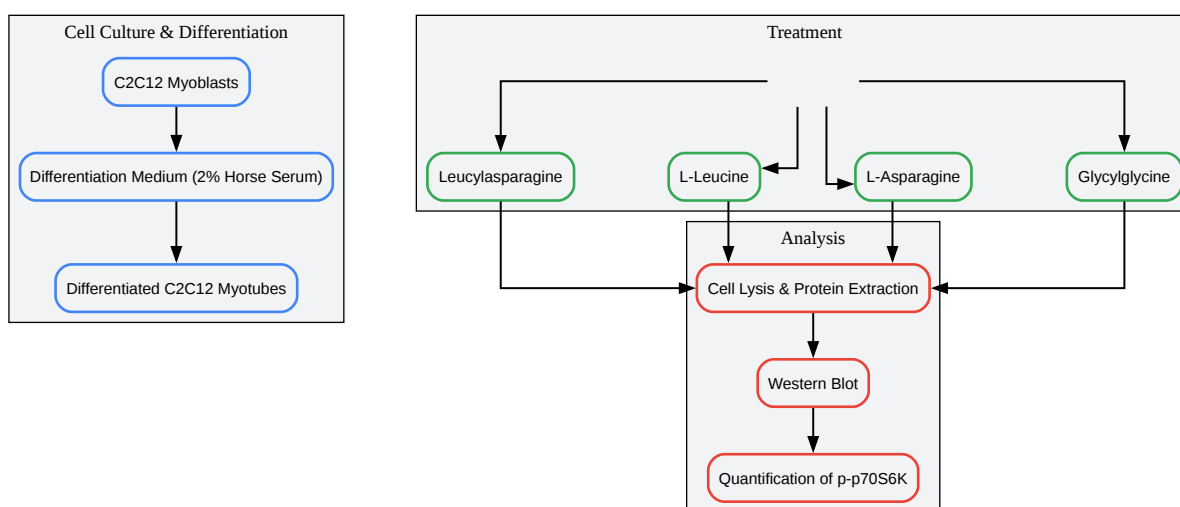 Cell Culture & Differentiation
C2C12 Myoblasts
Differentiation Medium (2% Horse Serum)
Differentiated C2C12 Myotubes
Treatment
Leucylasparagine
L-Leucine
L-Asparagine
Glycylglycine
Analysis
Cell Lysis & Protein Extraction
Western Blot
Quantification of p-p70S6K